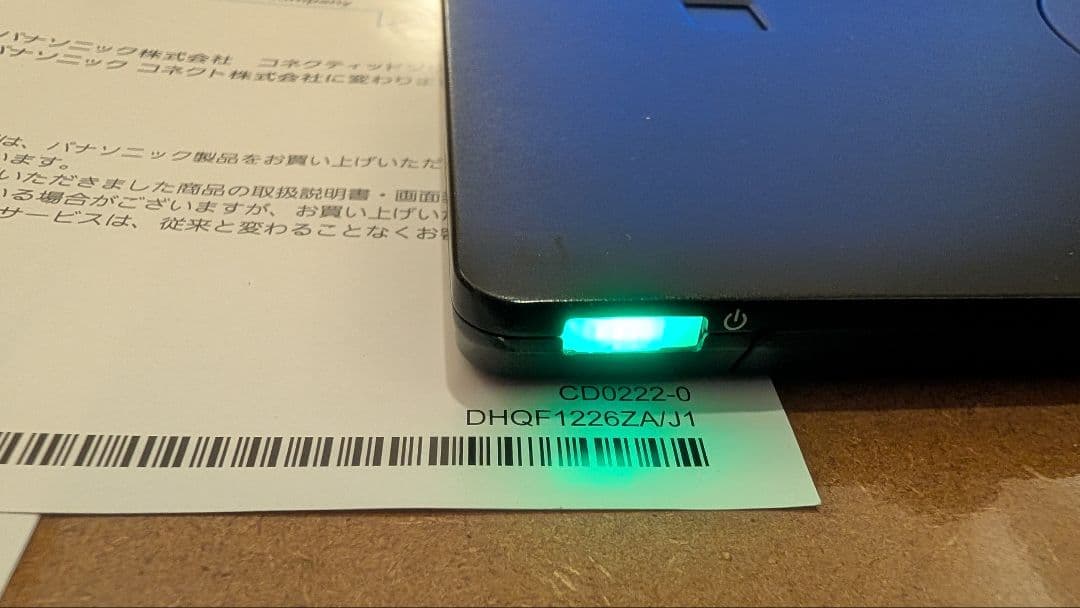 パナソニック株式会社 コネクティッド
パナソニック コネクト株式会社に変わりま
は、パナソニック製品をお買い上げいただ
います。
いただきました商品の取扱説明書・画面
いる場合がございますが、お買い上げい
サービスは、従来と変わることなくお客
CD0222-0
DHQF1226ZA/J1